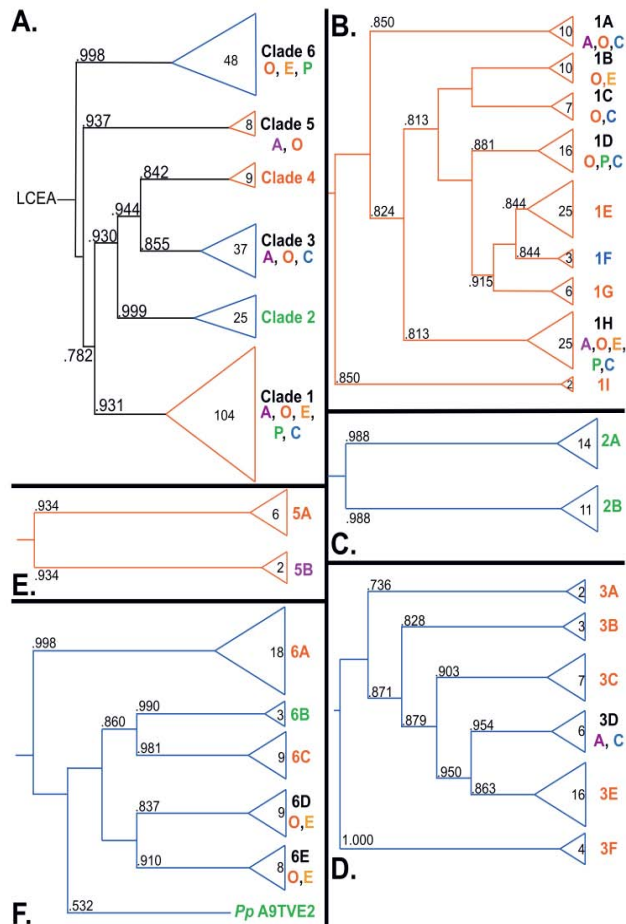 A.
.998
48
Clade 6
O, E, P
.937
8
Clade 5
A, O
LCEA
.842
9
Clade 4
.944
.930
.855
37
Clade 3
A, O, C
.999
25
Clade 2
.782
.931
104
Clade 1
A, O, E,
P, C
B.
.850
10
1A
A,O,C
10
1B
O,E
.813
7
1C
O,C
.881
16
1D
O,P,C
.824
.844
25
1E
.844
3
1F
.915
6
1G
.813
25
1H
A,O,E,
P,C
.850
2
1I
.988
14
2A
.988
11
2B
C.
.934
6
5A
.934
2
5B
E.
.736
2
3A
.828
3
3B
.871
.903
7
3C
.879
.954
6
3D
A, C
.950
.863
16
3E
1.000
4
3F
D.
.998
18
6A
.990
3
6B
.860
.981
9
6C
.837
9
6D
O,E
.910
8
6E
O,E
.532
Pp A9TVE2
F.